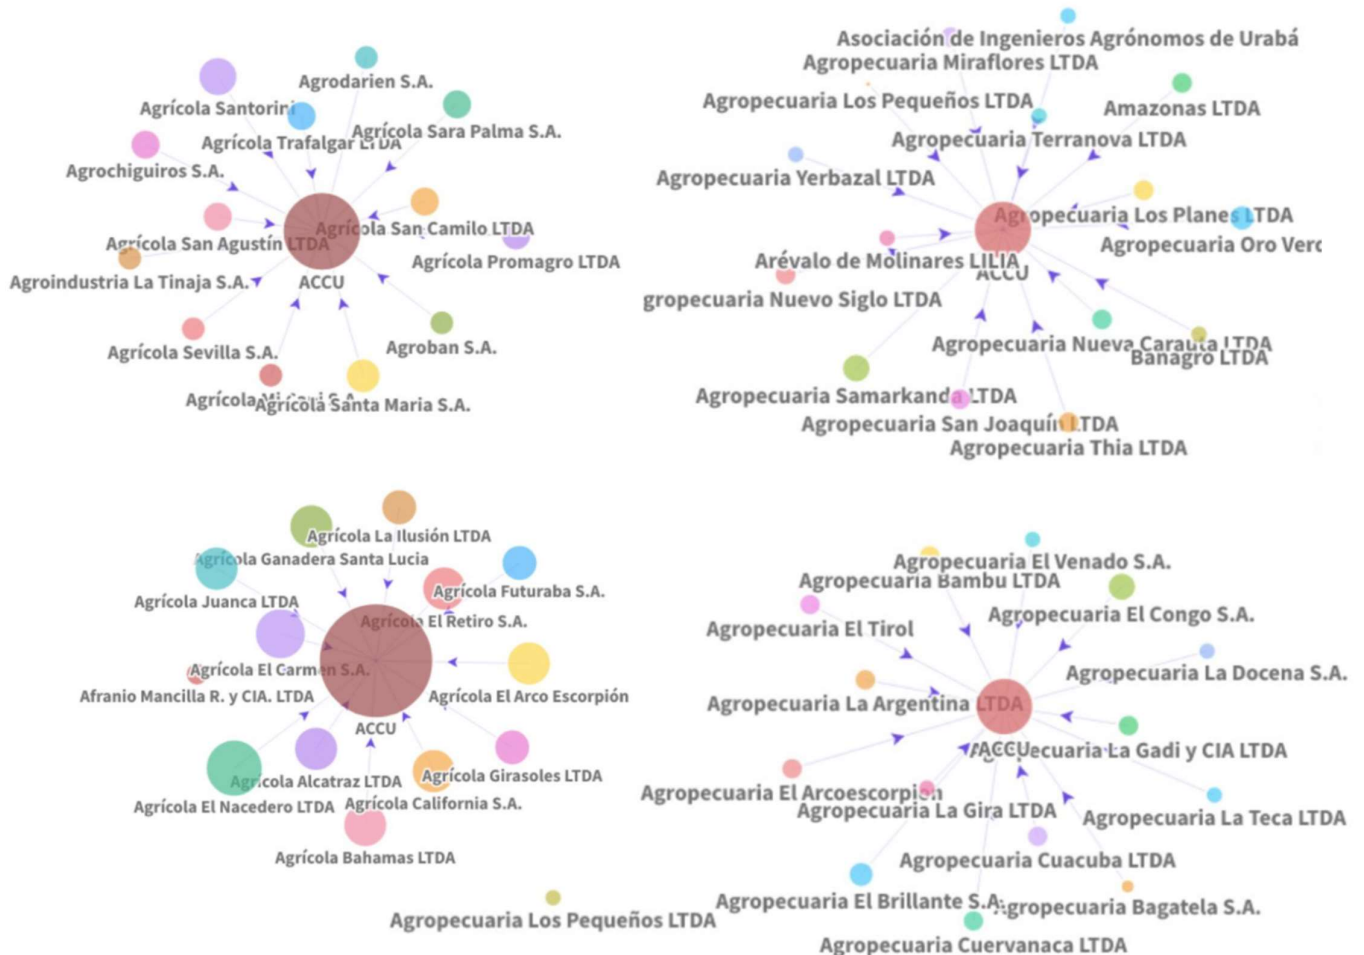 Agrodarien S.A.
Agrícola Santorini
Agrícola Sara Palma S.A.
Agrícola Trafalgar LTDA
Agrochiguiros S.A.
Agrícola San Camilo LTDA
Agrícola San Agustín LTDA
Agrícola Promagro LTDA
Agroindustria La Tinaja S.A.
ACCU
Agroban S.A.
Agrícola Sevilla S.A.
Agrícola
Agrícola Santa Maria S.A.
Asociación de Ingenieros Agrónomos de Urabá
Agropecuaria Miraflores LTDA
Agropecuaria Los Pequeños LTDA
Amazonas LTDA
Agropecuaria Terranova LTDA
Agropecuaria Yerbazal LTDA
Agropecuaria Los Planes LTDA
Agropecuaria Oro Verd
Arévalo de Molinares LILIA
ACCU
gropecuaria Nuevo Siglo LTDA
Agropecuaria Nueva Carauta LTDA
Banagro LTDA
Agropecuaria Samarkanda LTDA
Agropecuaria San Joaquín LTDA
Agropecuaria Thia LTDA
Agrícola La Ilusión LTDA
Agrícola Ganadera Santa Lucia
Agrícola Futuraba S.A.
Agrícola Juanca LTDA
Agrícola El Retiro S.A.
Agrícola El Carmen S.A.
Afranio Mancilla R. y CIA. LTDA
Agrícola El Arco Escorpión
ACCU
Agrícola Girasoles LTDA
Agrícola Alcatraz LTDA
Agrícola El Nacedero LTDA
Agrícola California S.A.
Agrícola Bahamas LTDA
Agropecuaria Los Pequeños LTDA
Agropecuaria El Venado S.A.
Agropecuaria Bambu LTDA
Agropecuaria El Congo S.A.
Agropecuaria El Tirol
Agropecuaria La Docena S.A.
Agropecuaria La Argentina LTDA
ACCU
Agropecuaria La Gadi y CIA LTDA
Agropecuaria El Arcoescorpion
Agropecuaria La Gira LTDA
Agropecuaria La Teca LTDA
Agropecuaria Cuacuba LTDA
Agropecuaria El Brillante S.A.
Agropecuaria Bagatela S.A.
Agropecuaria Cuervanaca LTDA